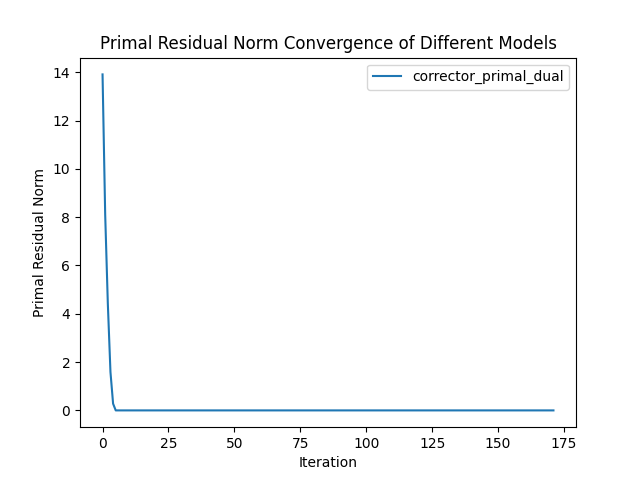 Primal Residual Norm Convergence of Different Models
corrector_primal_dual
14
12
10
8
6
4
2
0
Primal Residual Norm
0 25 50 75 100 125 150 175
Iteration